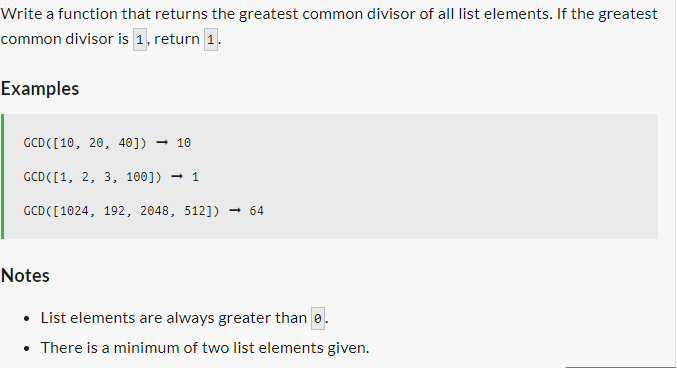 Write a function that returns the greatest common divisor of all list elements. If the greatest
common divisor is 1, return 1.
Examples
GCD([10, 20, 40]) ➞ 10
GCD([1, 2, 3, 100]) ➞ 1
GCD([1024, 192, 2048, 512]) ➞ 64
Notes
• List elements are always greater than 0.
• There is a minimum of two list elements given.